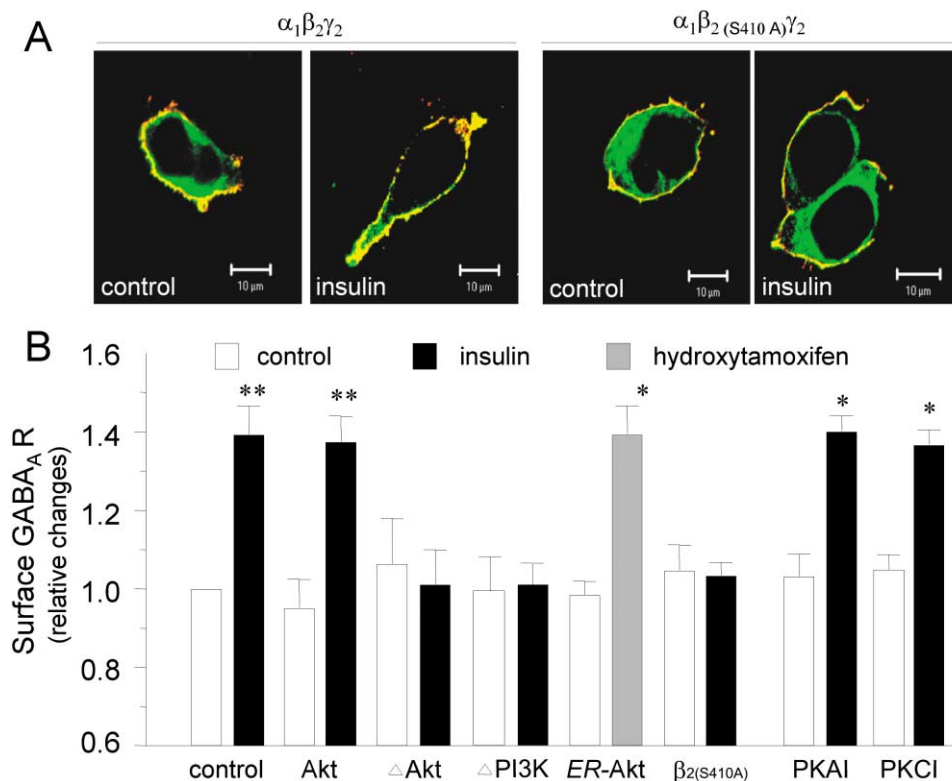 A
α₁β₂γ₂
α₁β₂ (S410 A)γ₂
control
10 μm
insulin
10 μm
control
10 μm
insulin
10 μm
B
control
insulin
hydroxytamoxifen
Surface GABA_A R
(relative changes)
1.6
1.4
1.2
1.0
0.8
0.6
** ** * * *
control Akt △Akt △PI3K ER-Akt β₂(S410A) PKAI PKCI